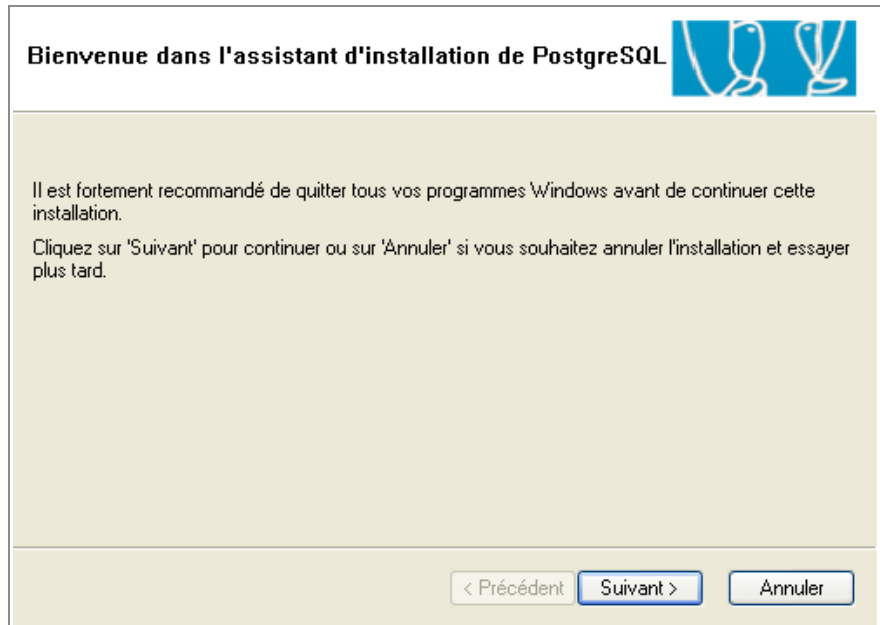 Bienvenue dans l'assistant d'installation de PostgreSQL
Il est fortement recommandé de quitter tous vos programmes Windows avant de continuer cette
installation.
Cliquez sur 'Suivant' pour continuer ou sur 'Annuler' si vous souhaitez annuler l'installation et essayer
plus tard.
< Précédent
Suivant >
Annuler